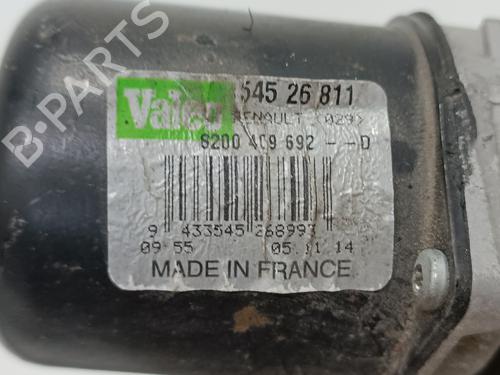 Valeo 545 26 811
RENAULT (029)
8200 409 692 -- D
9 433545 268993
09 55 05.11 14
MADE IN FRANCE
B-PARTS